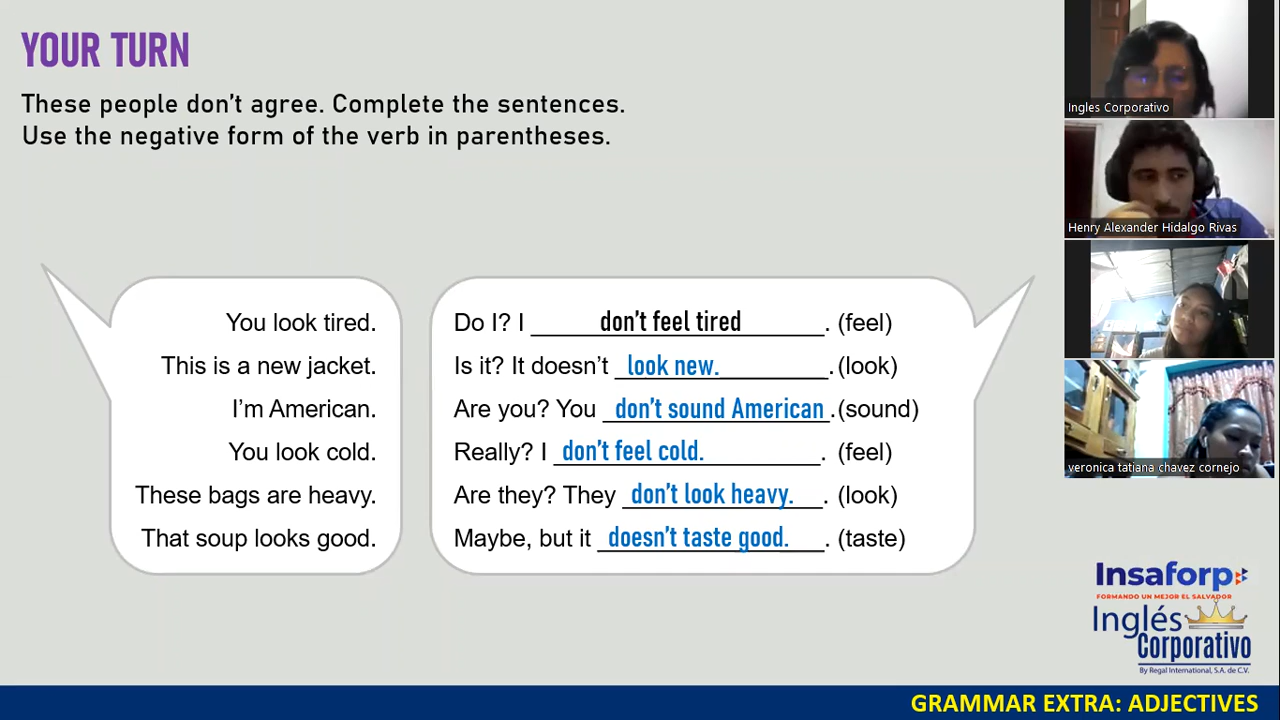 YOUR TURN
These people don't agree. Complete the sentences.
Use the negative form of the verb in parentheses.
You look tired.
This is a new jacket.
I'm American.
You look cold.
These bags are heavy.
That soup looks good.
Do I? I don't feel tired. (feel)
Is it? It doesn't look new.. (look)
Are you? You don't sound American. (sound)
Really? I don't feel cold.. (feel)
Are they? They don't look heavy.. (look)
Maybe, but it doesn't taste good.. (taste)
Ingles Corporativo
Henry Alexander Hidalgo Rivas
veronica tatiana chavez cornejo
Insaforp
FORMANDO UN MEJOR EL SALVADOR
Inglés
Corporativo
By Regal International, S.A. de C.V.
GRAMMAR EXTRA: ADJECTIVES